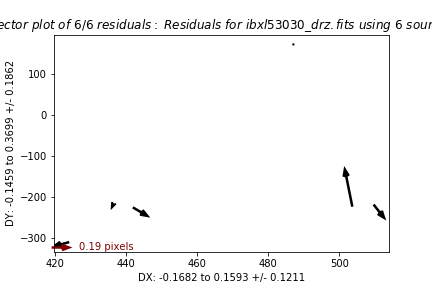 ector plot of 6/6 residuals: Residuals for ibxl53030_drz.fits using 6 sour
100
0
−100
−200
−300
DY: -0.1459 to 0.3699 +/- 0.1862
0.19 pixels
420 440 460 480 500
DX: -0.1682 to 0.1593 +/- 0.1211